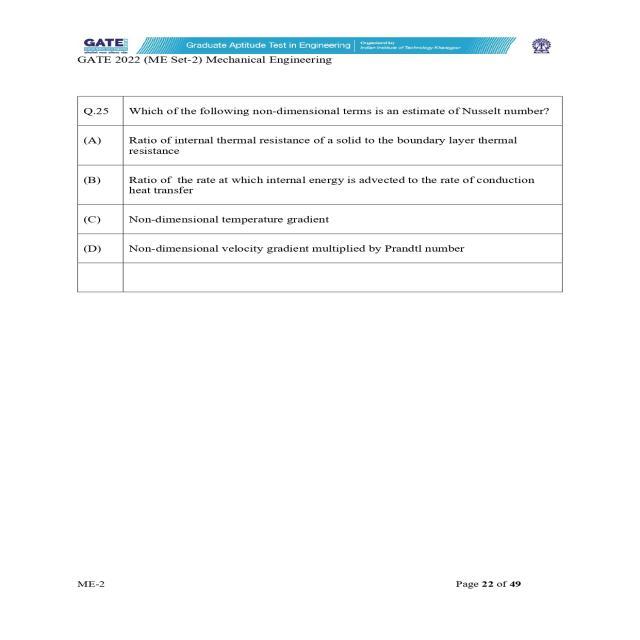 GATE
Graduate Aptitude Test in Engineering
Organized by
Indian Institute of Technology Kharagpur
GATE 2022 (ME Set-2) Mechanical Engineering
Q.25 Which of the following non-dimensional terms is an estimate of Nusselt number?
(A) Ratio of internal thermal resistance of a solid to the boundary layer thermal
resistance
(B) Ratio of the rate at which internal energy is advected to the rate of conduction
heat transfer
(C) Non-dimensional temperature gradient
(D) Non-dimensional velocity gradient multiplied by Prandtl number
ME-2 Page 22 of 49